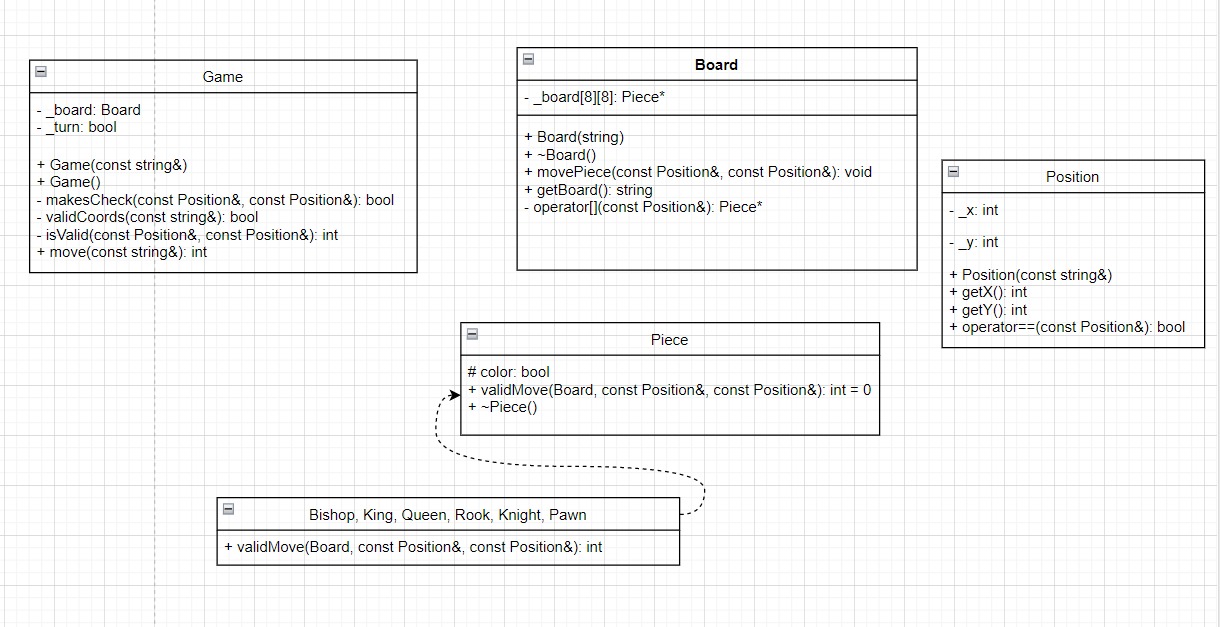 Game
- _board: Board
- _turn: bool
+ Game(const string&)
+ Game()
- makesCheck(const Position&, const Position&): bool
- validCoords(const string&): bool
- isValid(const Position&, const Position&): int
+ move(const string&): int
Board
- _board[8][8]: Piece*
+ Board(string)
+ ~Board()
+ movePiece(const Position&, const Position&): void
+ getBoard(): string
- operator[](const Position&): Piece*
Position
- _x: int
- _y: int
+ Position(const string&)
+ getX(): int
+ getY(): int
+ operator==(const Position&): bool
Piece
# color: bool
+ validMove(Board, const Position&, const Position&): int = 0
+ ~Piece()
Bishop, King, Queen, Rook, Knight, Pawn
+ validMove(Board, const Position&, const Position&): int